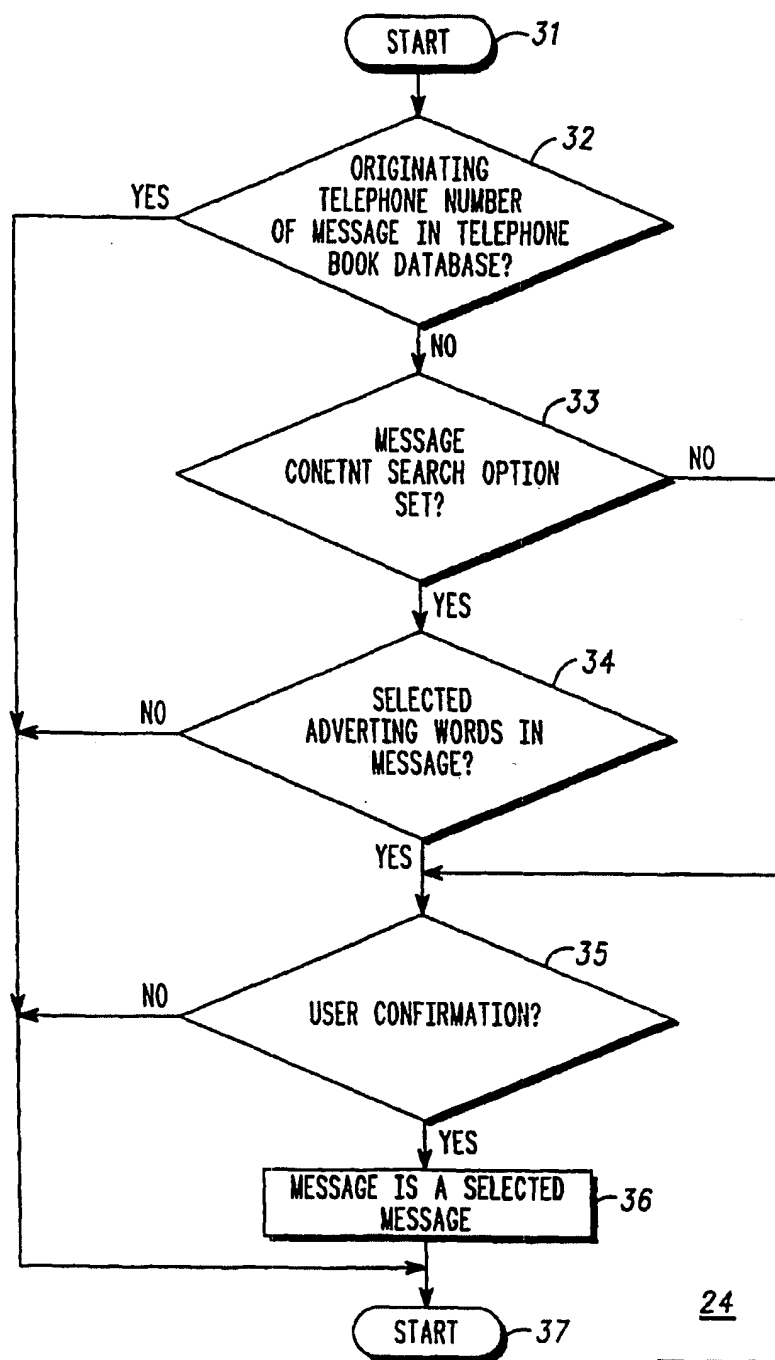 START
31
32
ORIGINATING
TELEPHONE NUMBER
OF MESSAGE IN TELEPHONE
BOOK DATABASE?
YES
NO
33
MESSAGE
CONETNT SEARCH OPTION
SET?
NO
YES
34
SELECTED
ADVERTING WORDS IN
MESSAGE?
NO
YES
35
USER CONFIRMATION?
NO
YES
MESSAGE IS A SELECTED
MESSAGE
36
START
37
24